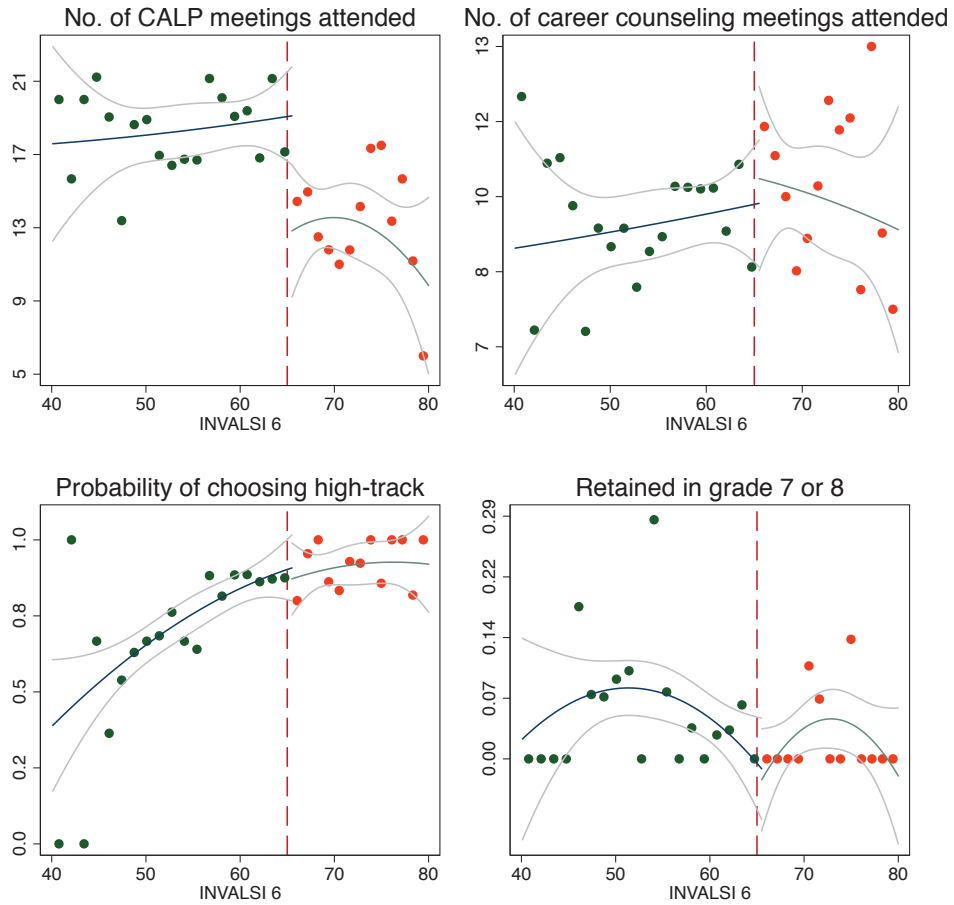 No. of CALP meetings attended
21
17
13
9
5
40 50 60 70 80
INVALSI 6
No. of career counseling meetings attended
13
12
10
8
7
40 50 60 70 80
INVALSI 6
Probability of choosing high-track
1.0
0.8
0.5
0.2
0.0
40 50 60 70 80
INVALSI 6
Retained in grade 7 or 8
0.29
0.22
0.14
0.07
0.00
40 50 60 70 80
INVALSI 6